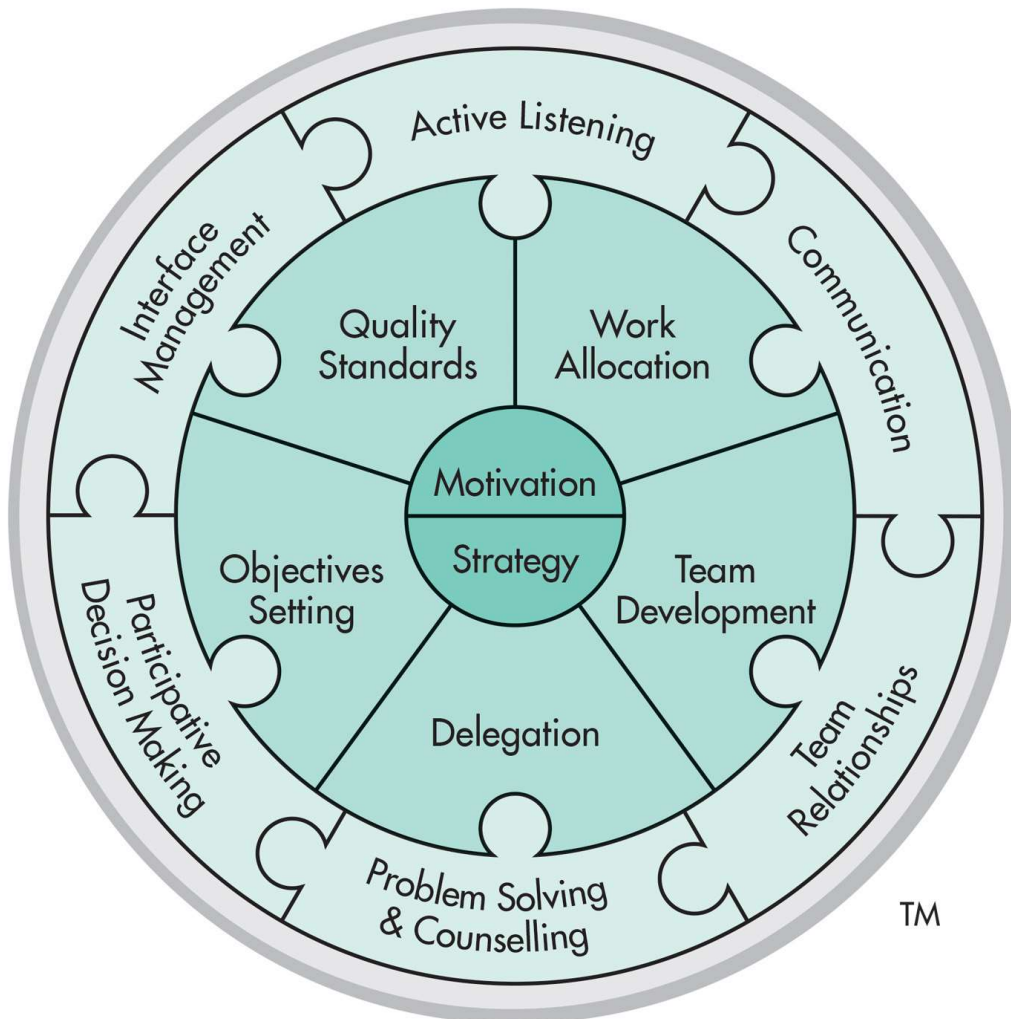 Active Listening
Communication
Team
Relationships
Problem Solving
& Counselling
Participative
Decision Making
Interface
Management
Quality
Standards
Work
Allocation
Team
Development
Delegation
Objectives
Setting
Motivation
Strategy
TM